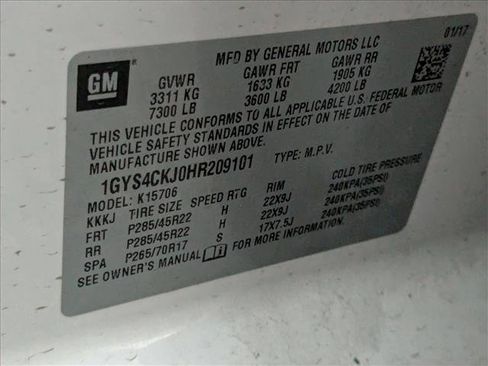 MFD BY GENERAL MOTORS LLC 01/17
GM
GVWR GAWR FRT GAWR RR
3311 KG 1633 KG 1905 KG
7300 LB 3600 LB 4200 LB
THIS VEHICLE CONFORMS TO ALL APPLICABLE U.S. FEDERAL MOTOR
VEHICLE SAFETY STANDARDS IN EFFECT ON THE DATE OF
MANUFACTURE SHOWN ABOVE.
1GYS4CKJ0HR209101 TYPE: M.P.V.
MODEL: K15706
KKKJ TIRE SIZE SPEED RTG RIM COLD TIRE PRESSURE
FRT P285/45R22 H 22X9J 240KPA(35PSI)
RR P285/45R22 H 22X9J 240KPA(35PSI)
SPA P265/70R17 S 17X7.5J 240KPA(35PSI)
SEE OWNER'S MANUAL FOR MORE INFORMATION.